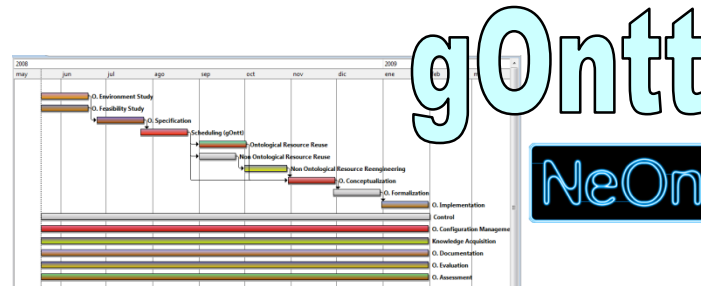 gOntt
2008
2009
may
jun
jul
ago
sep
oct
nov
dic
ene
O. Environment Study
O. Feasibility Study
O. Specification
Scheduling (gOntt)
Ontological Resource Reuse
Non Ontological Resource Reuse
Non Ontological Resource Reengineering
O. Conceptualization
O. Formalization
O. Implementation
Control
O. Configuration Manageme
Knowledge Acquisition
O. Documentation
O. Evaluation
O. Assessment
NeOn